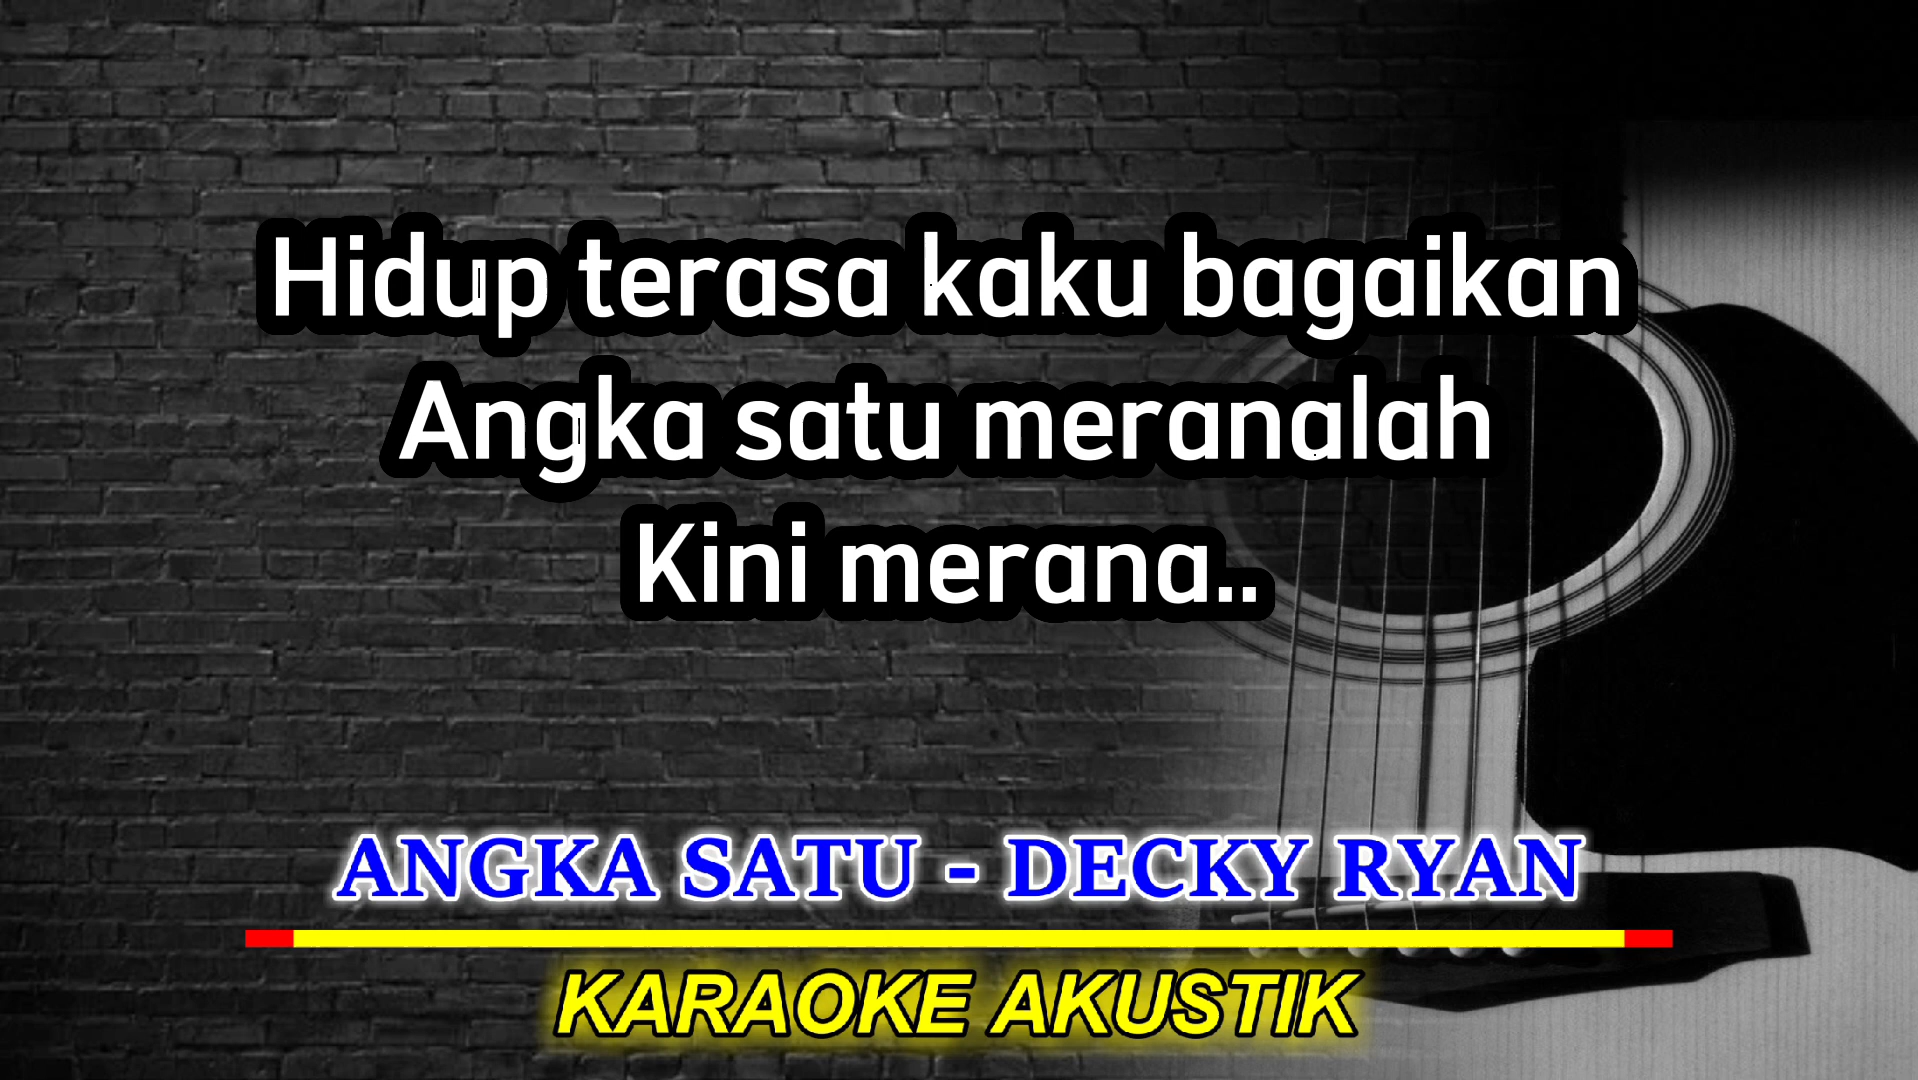 Hidup terasa kaku bagaikan
Angka satu meranalah
Kini merana..
ANGKA SATU - DECKY RYAN
KARAOKE AKUSTIK